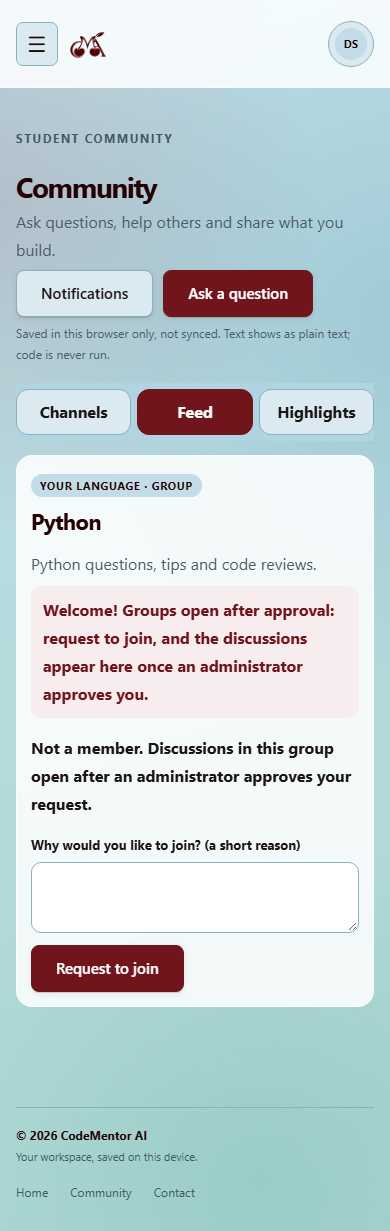 DS
STUDENT COMMUNITY
Community
Ask questions, help others and share what you
build.
Notifications
Ask a question
Saved in this browser only, not synced. Text shows as plain text;
code is never run.
Channels
Feed
Highlights
YOUR LANGUAGE · GROUP
Python
Python questions, tips and code reviews.
Welcome! Groups open after approval:
request to join, and the discussions
appear here once an administrator
approves you.
Not a member. Discussions in this group
open after an administrator approves your
request.
Why would you like to join? (a short reason)
Request to join
© 2026 CodeMentor AI
Your workspace, saved on this device.
Home
Community
Contact